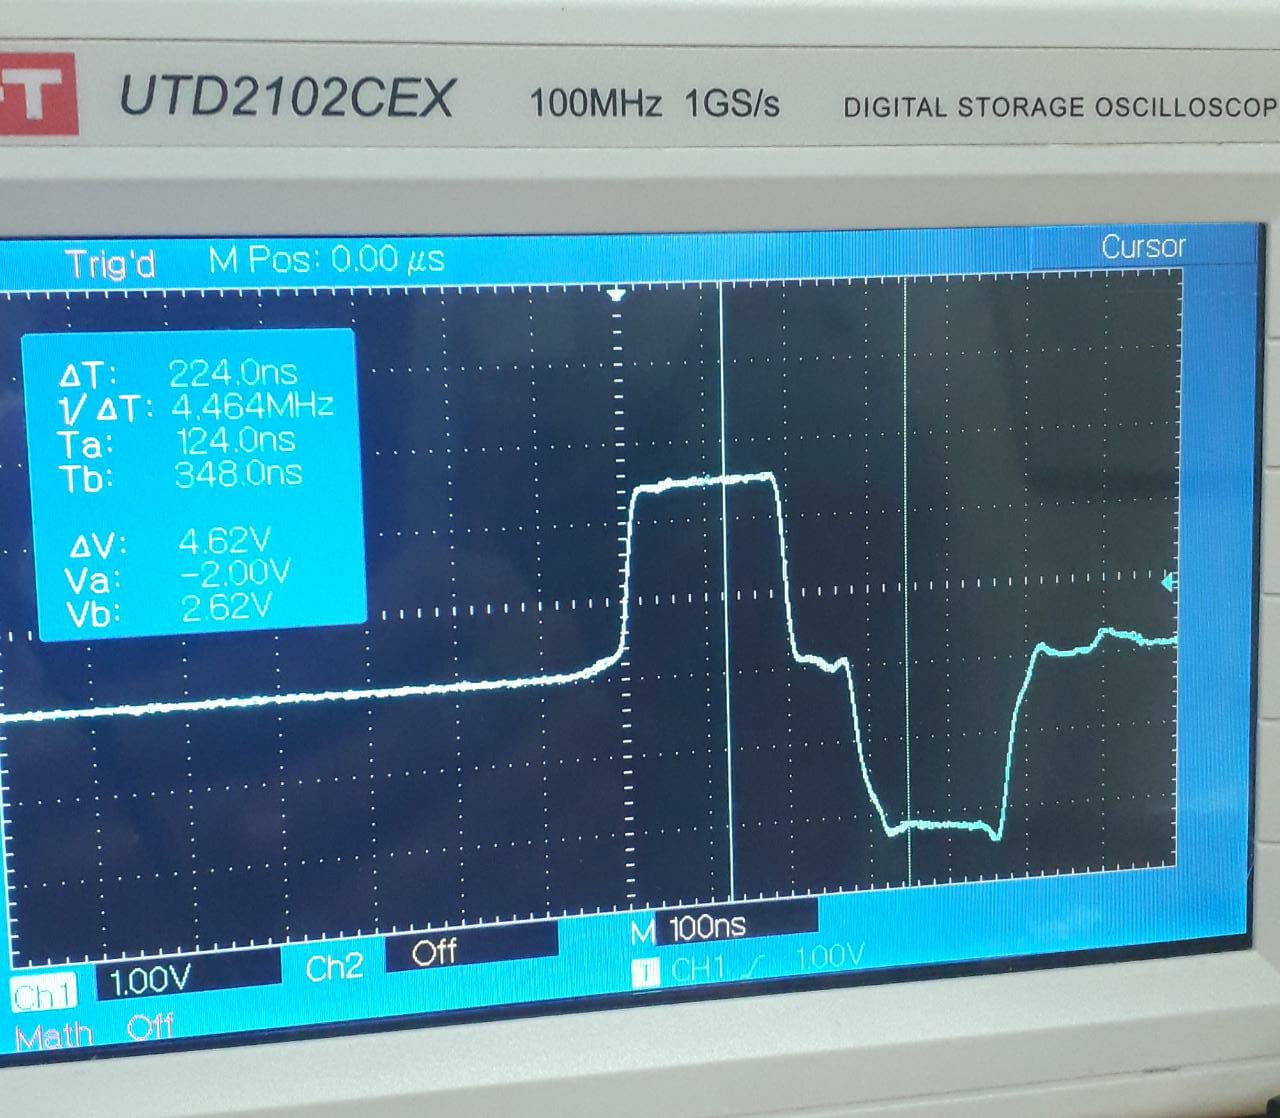 T UTD2102CEX 100MHz 1GS/s DIGITAL STORAGE OSCILLOSCOP
Trig'd M Pos: 0.00 µs Cursor
ΔT: 224.0ns
1/ΔT: 4.464MHz
Ta: 124.0ns
Tb: 348.0ns
ΔV: 4.62V
Va: -2.00V
Vb: 2.62V
M 100ns
Ch1 1.00V Ch2 Off T CH1 1.00V
Math Off